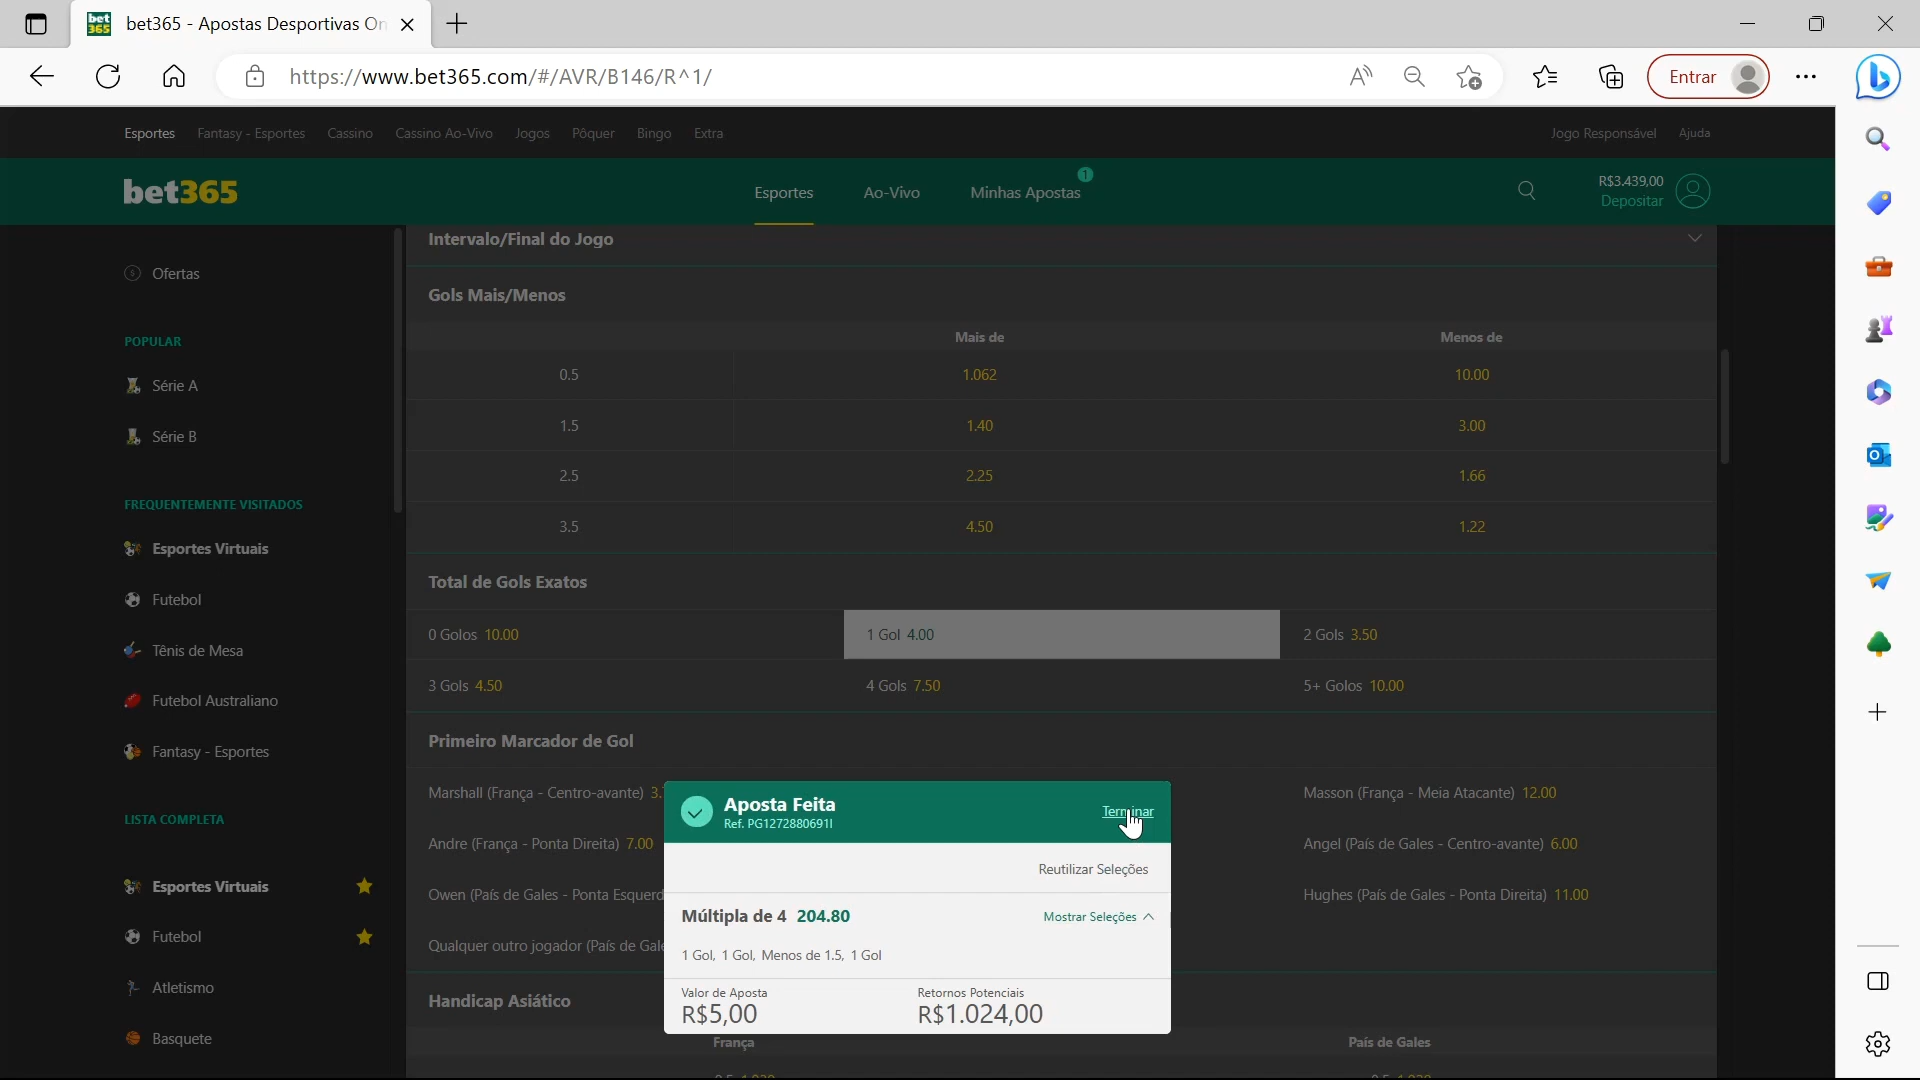 bet365 - Apostas Desportivas On
https://www.bet365.com/#/AVR/B146/R^1/
Entrar
Esportes Fantasy - Esportes Cassino Cassino Ao-Vivo Jogos Pôquer Bingo Extra Jogo Responsável Ajuda
bet365
Esportes Ao-Vivo Minhas Apostas 1
R$3.439,00
Depositar
Ofertas
POPULAR
Série A
Série B
FREQUENTEMENTE VISITADOS
Esportes Virtuais
Futebol
Tênis de Mesa
Futebol Australiano
Fantasy - Esportes
LISTA COMPLETA
Esportes Virtuais
Futebol
Atletismo
Basquete
Intervalo/Final do Jogo
Gols Mais/Menos
Mais de Menos de
0.5 1.062 10.00
1.5 1.40 3.00
2.5 2.25 1.66
3.5 4.50 1.22
Total de Gols Exatos
0 Golos 10.00 1 Gol 4.00 2 Gols 3.50
3 Gols 4.50 4 Gols 7.50 5+ Golos 10.00
Primeiro Marcador de Gol
Marshall (França - Centro-avante) Masson (França - Meia Atacante) 12.00
Andre (França - Ponta Direita) 7.00 Angel (País de Gales - Centro-avante) 6.00
Owen (País de Gales - Ponta Esquerd Hughes (País de Gales - Ponta Direita) 11.00
Qualquer outro jogador (País de Gale
Handicap Asiático
França País de Gales
Aposta Feita
Ref. PG1272880691I
Terminar
Reutilizar Seleções
Múltipla de 4 204.80 Mostrar Seleções
1 Gol, 1 Gol, Menos de 1.5, 1 Gol
Valor de Aposta Retornos Potenciais
R$5,00 R$1.024,00